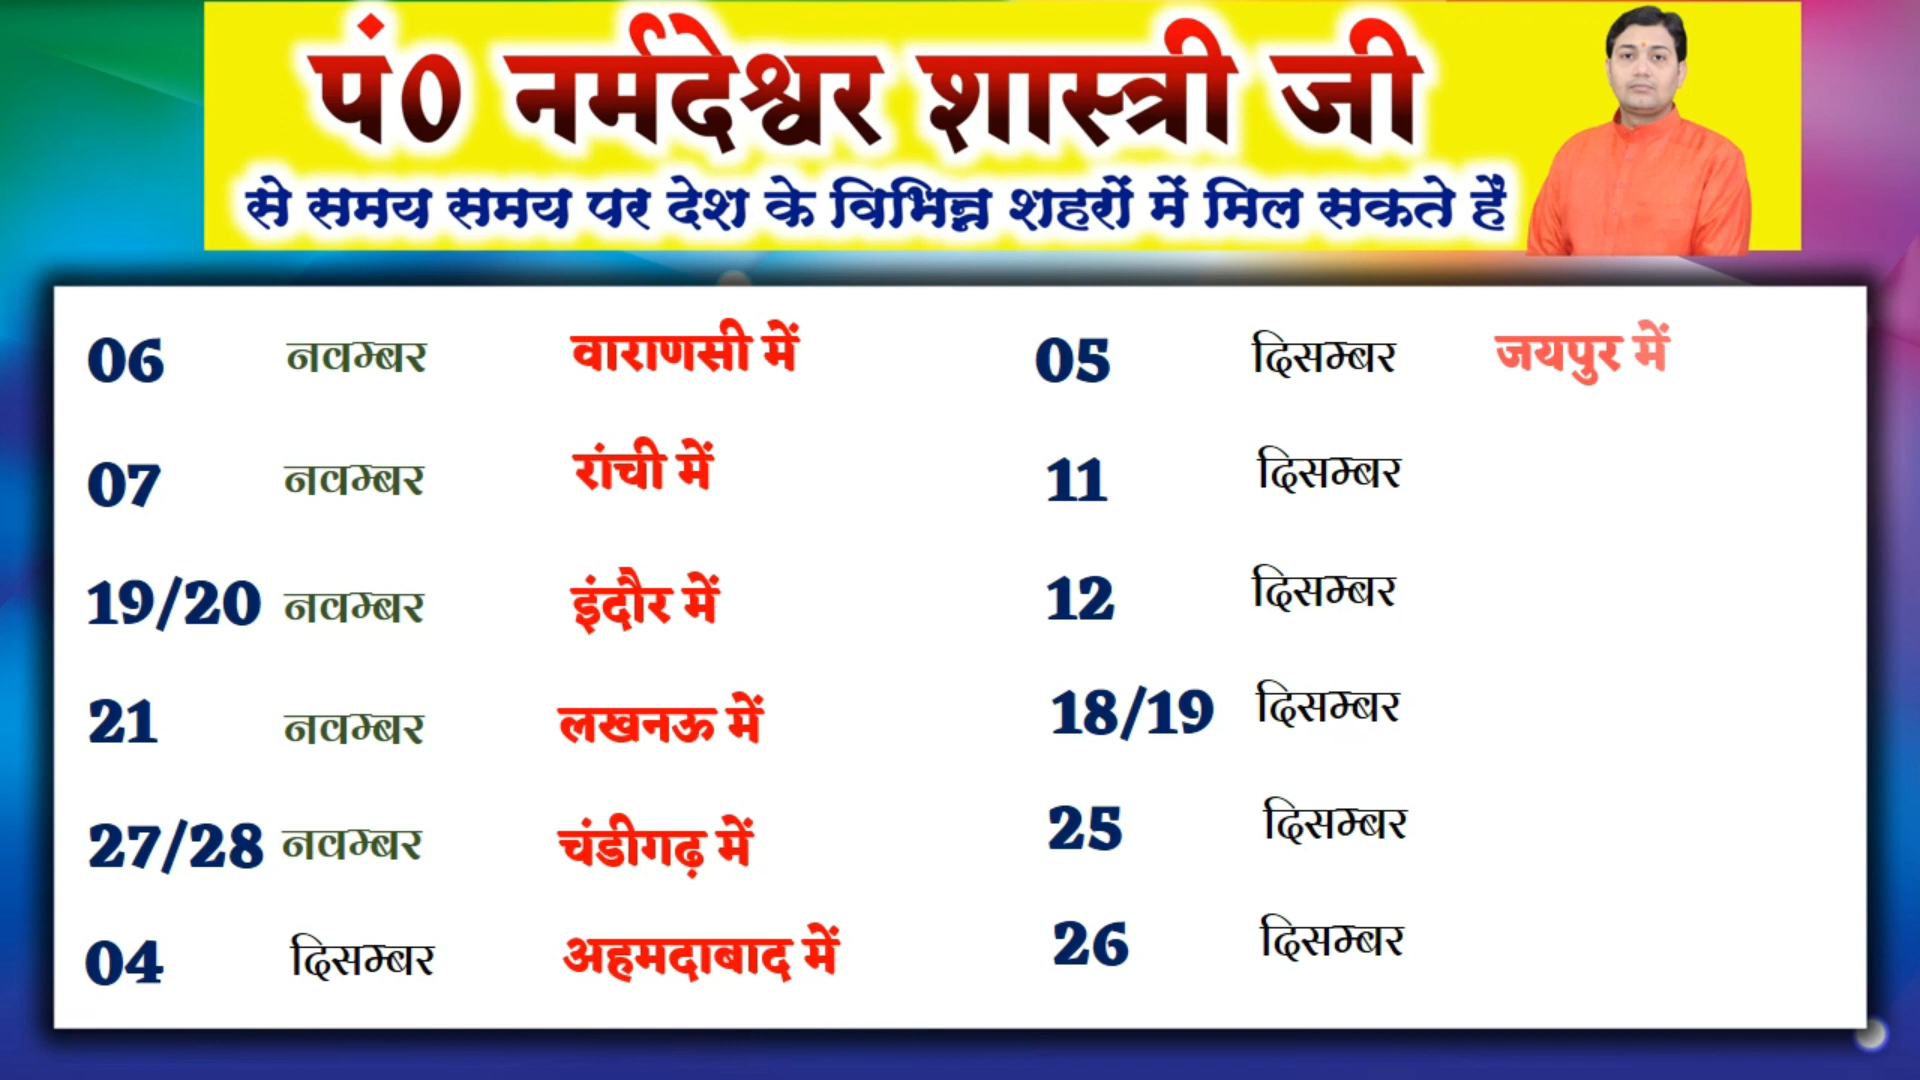 पं0 नर्मदेश्वर शास्त्री जी
से समय समय पर देश के विभिन्न शहरों में मिल सकते हैं
06 नवम्बर वाराणसी में
07 नवम्बर रांची में
19/20 नवम्बर इंदौर में
21 नवम्बर लखनऊ में
27/28 नवम्बर चंडीगढ़ में
04 दिसम्बर अहमदाबाद में
05 दिसम्बर जयपुर में
11 दिसम्बर
12 दिसम्बर
18/19 दिसम्बर
25 दिसम्बर
26 दिसम्बर